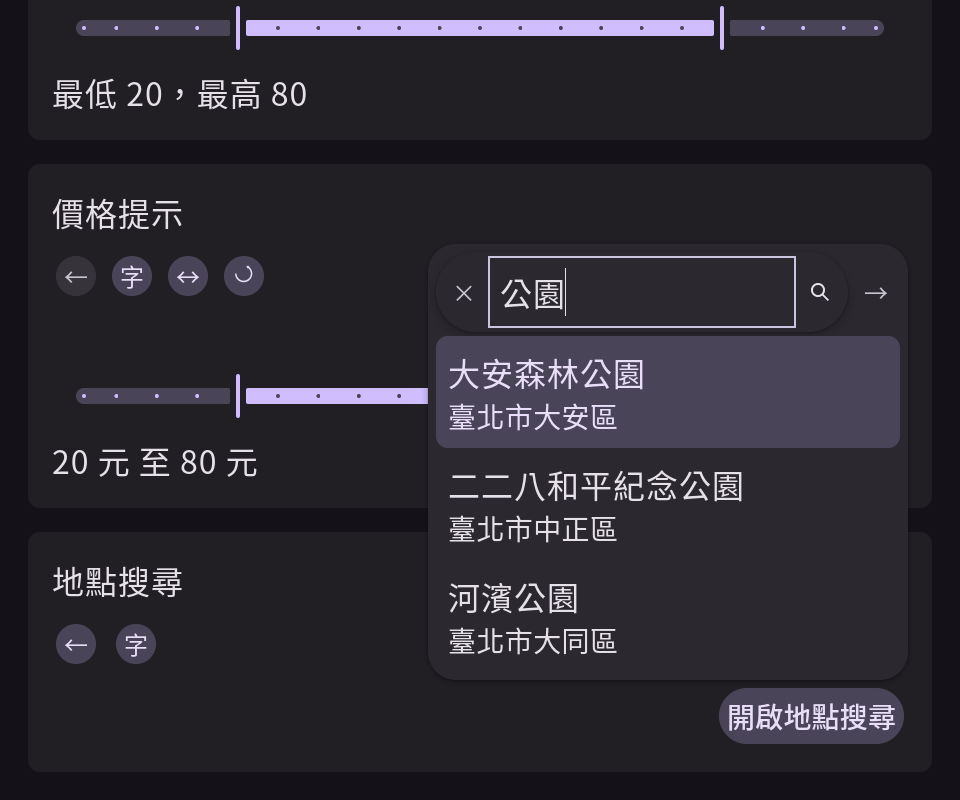 最低 20，最高 80
價格提示
字
公園
大安森林公園
臺北市大安區
二二八和平紀念公園
臺北市中正區
河濱公園
臺北市大同區
20 元 至 80 元
地點搜尋
字
開啟地點搜尋